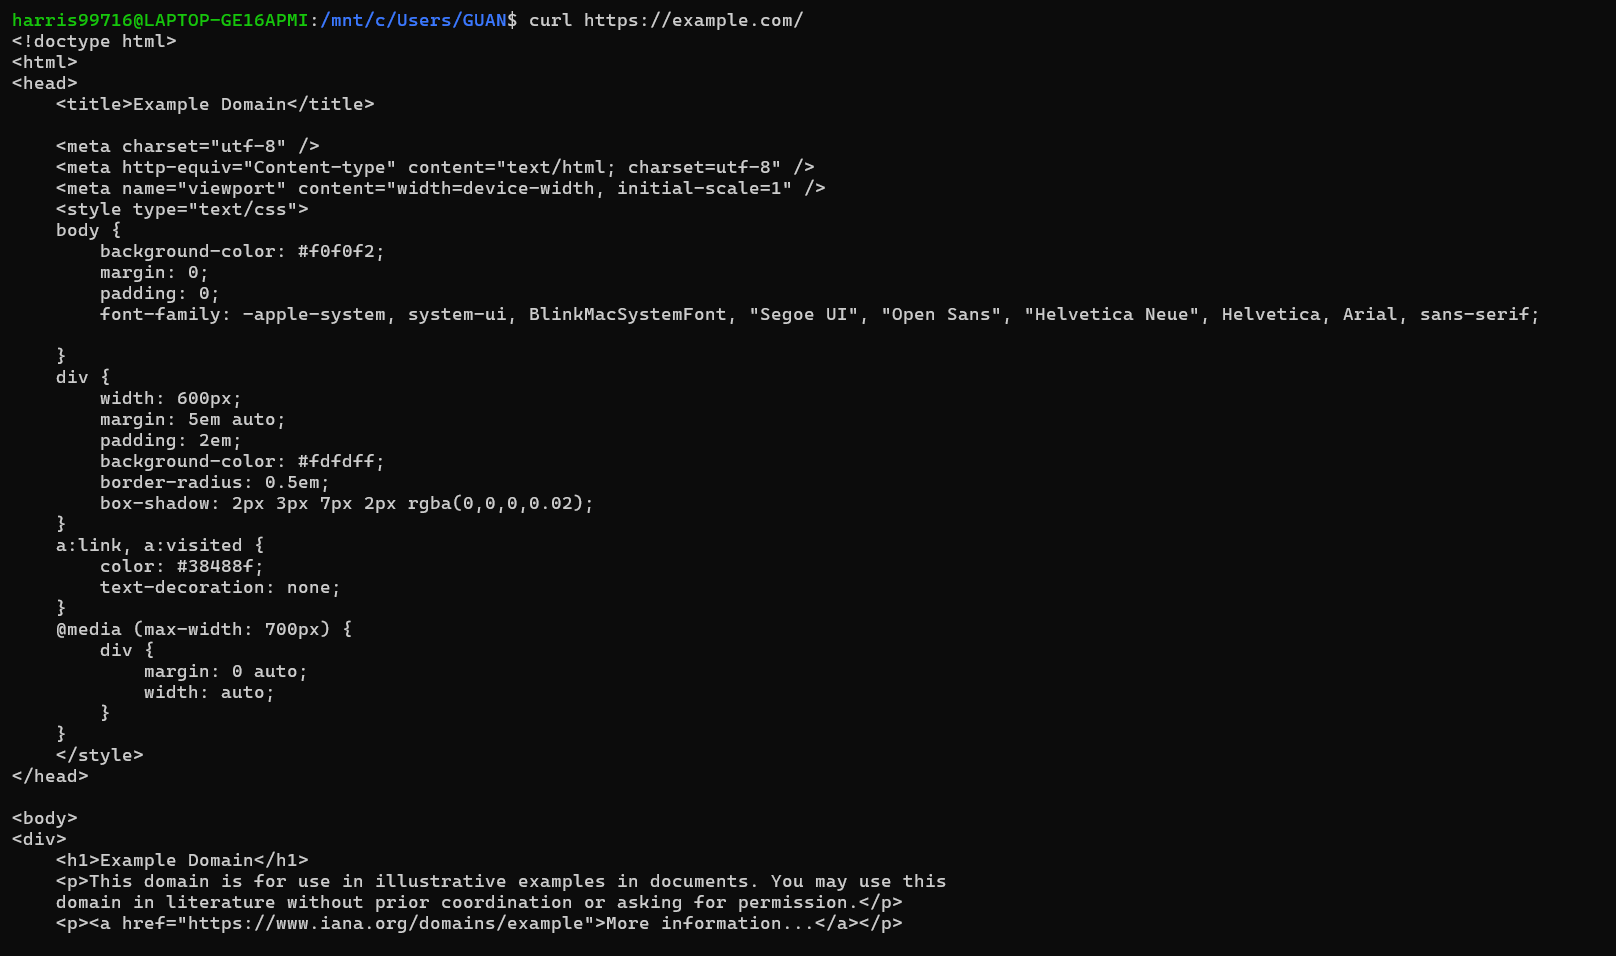 harris99716@LAPTOP-GE16APMI:/mnt/c/Users/GUAN$ curl https://example.com/
<!doctype html>
<html>
<head>
    <title>Example Domain</title>

    <meta charset="utf-8" />
    <meta http-equiv="Content-type" content="text/html; charset=utf-8" />
    <meta name="viewport" content="width=device-width, initial-scale=1" />
    <style type="text/css">
    body {
        background-color: #f0f0f2;
        margin: 0;
        padding: 0;
        font-family: -apple-system, system-ui, BlinkMacSystemFont, "Segoe UI", "Open Sans", "Helvetica Neue", Helvetica, Arial, sans-serif;

    }
    div {
        width: 600px;
        margin: 5em auto;
        padding: 2em;
        background-color: #fdfdff;
        border-radius: 0.5em;
        box-shadow: 2px 3px 7px 2px rgba(0,0,0,0.02);
    }
    a:link, a:visited {
        color: #38488f;
        text-decoration: none;
    }
    @media (max-width: 700px) {
        div {
            margin: 0 auto;
            width: auto;
        }
    }
    </style>
</head>

<body>
<div>
    <h1>Example Domain</h1>
    <p>This domain is for use in illustrative examples in documents. You may use this
    domain in literature without prior coordination or asking for permission.</p>
    <p><a href="https://www.iana.org/domains/example">More information...</a></p>